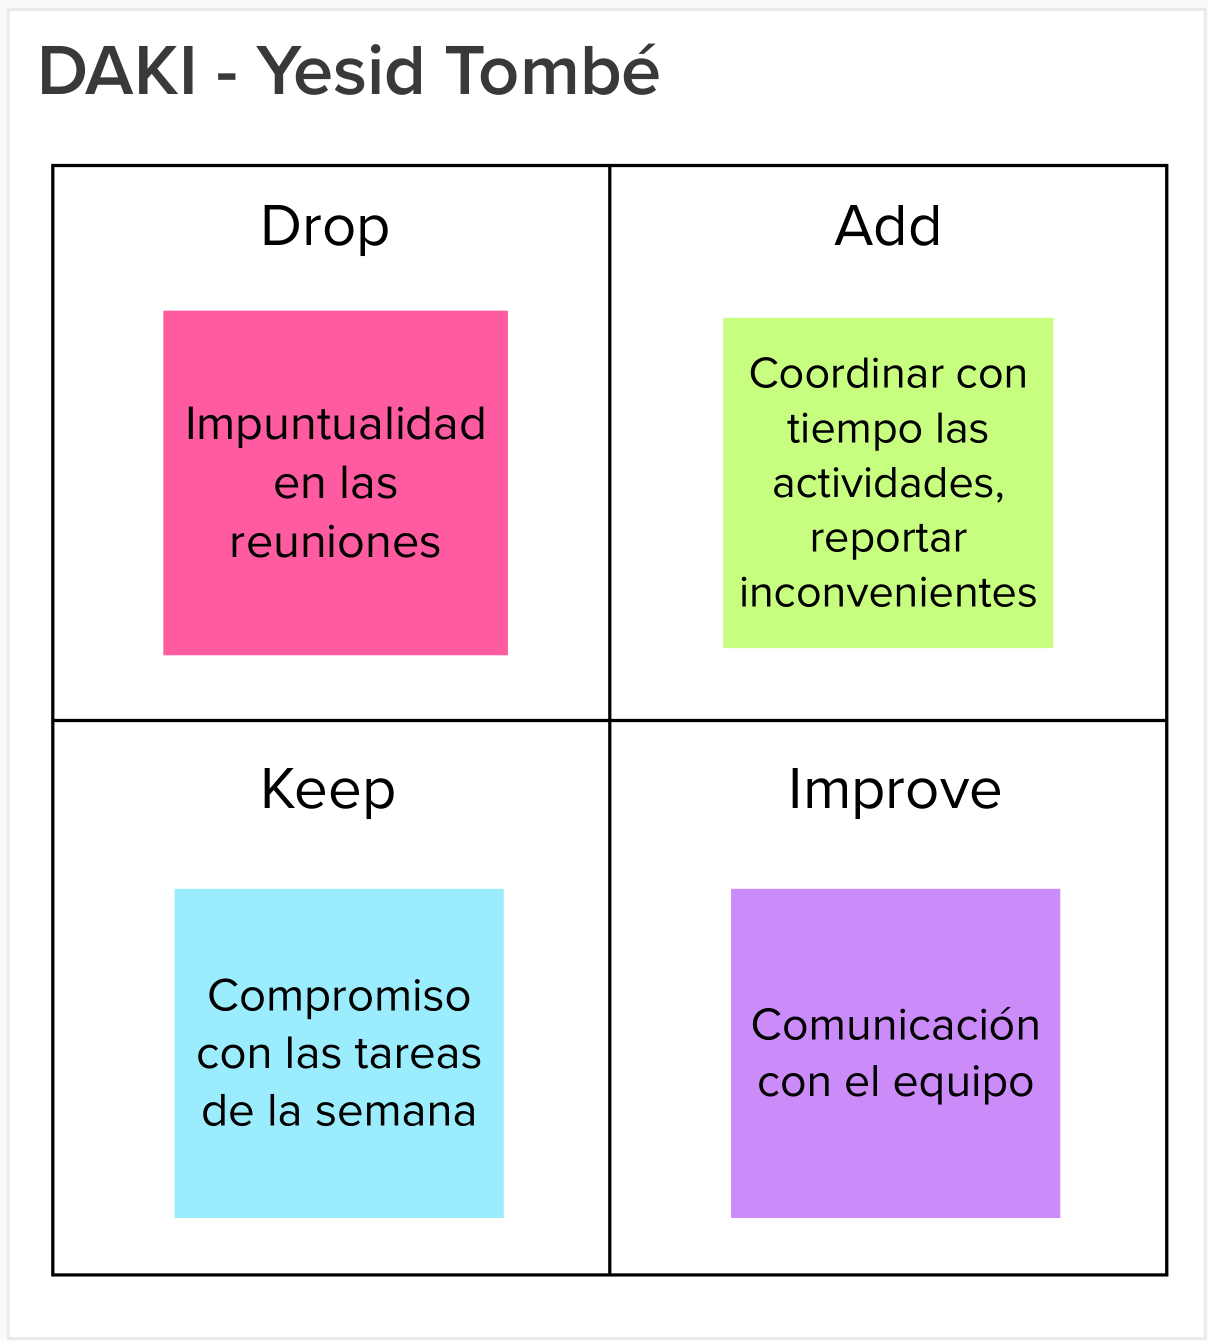 DAKI - Yesid Tombé
Drop
Impuntualidad
en las
reuniones
Add
Coordinar con
tiempo las
actividades,
reportar
inconvenientes
Keep
Compromiso
con las tareas
de la semana
Improve
Comunicación
con el equipo